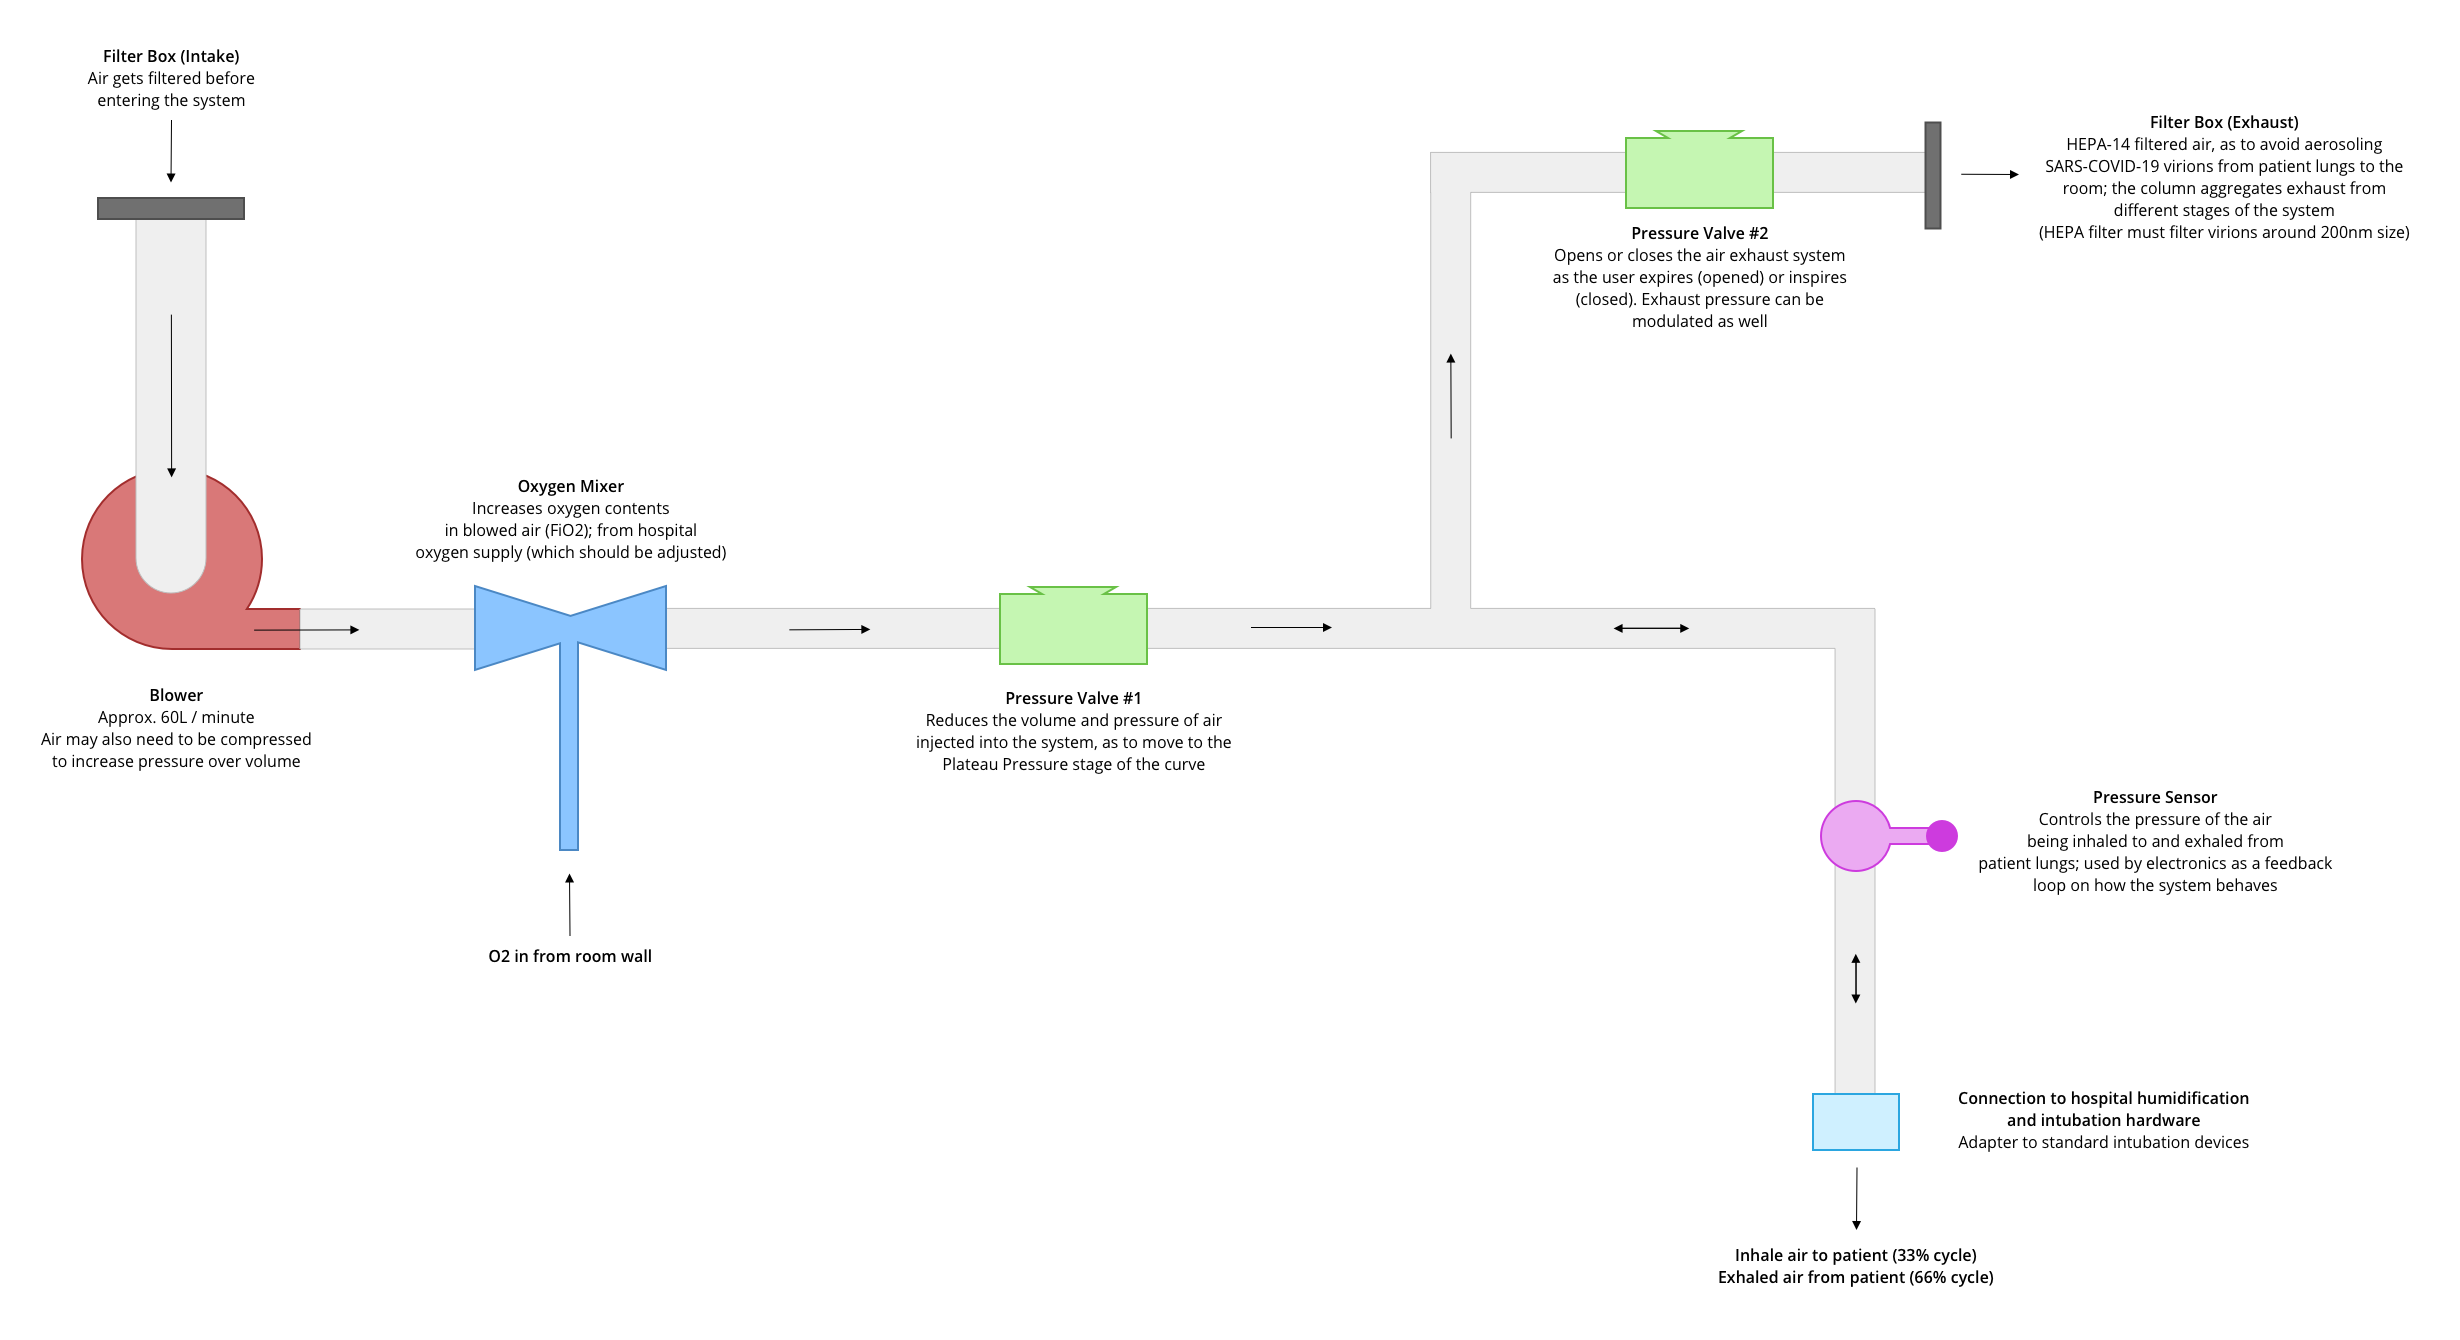 Filter Box (Intake)
Air gets filtered before
entering the system
Filter Box (Exhaust)
HEPA-14 filtered air, as to avoid aerosoling
SARS-COVID-19 virions from patient lungs to the
room; the column aggregates exhaust from
different stages of the system
(HEPA filter must filter virions around 200nm size)
Pressure Valve #2
Opens or closes the air exhaust system
as the user expires (opened) or inspires
(closed). Exhaust pressure can be
modulated as well
Oxygen Mixer
Increases oxygen contents
in blowed air (FiO2); from hospital
oxygen supply (which should be adjusted)
Blower
Approx. 60L / minute
Air may also need to be compressed
to increase pressure over volume
Pressure Valve #1
Reduces the volume and pressure of air
injected into the system, as to move to the
Plateau Pressure stage of the curve
Pressure Sensor
Controls the pressure of the air
being inhaled to and exhaled from
patient lungs; used by electronics as a feedback
loop on how the system behaves
O2 in from room wall
Connection to hospital humidification
and intubation hardware
Adapter to standard intubation devices
Inhale air to patient (33% cycle)
Exhaled air from patient (66% cycle)